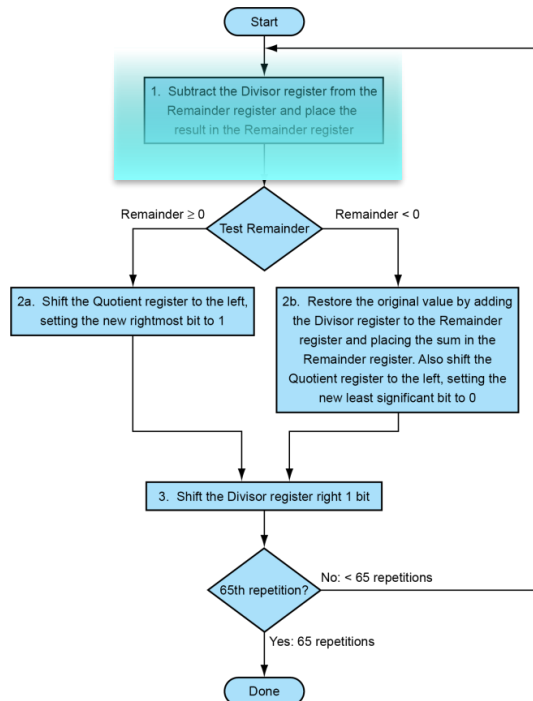 Start
1. Subtract the Divisor register from the
Remainder register and place the
result in the Remainder register
Test Remainder
Remainder ≥ 0
Remainder < 0
2a. Shift the Quotient register to the left,
setting the new rightmost bit to 1
2b. Restore the original value by adding
the Divisor register to the Remainder
register and placing the sum in the
Remainder register. Also shift the
Quotient register to the left, setting the
new least significant bit to 0
3. Shift the Divisor register right 1 bit
65th repetition?
No: < 65 repetitions
Yes: 65 repetitions
Done